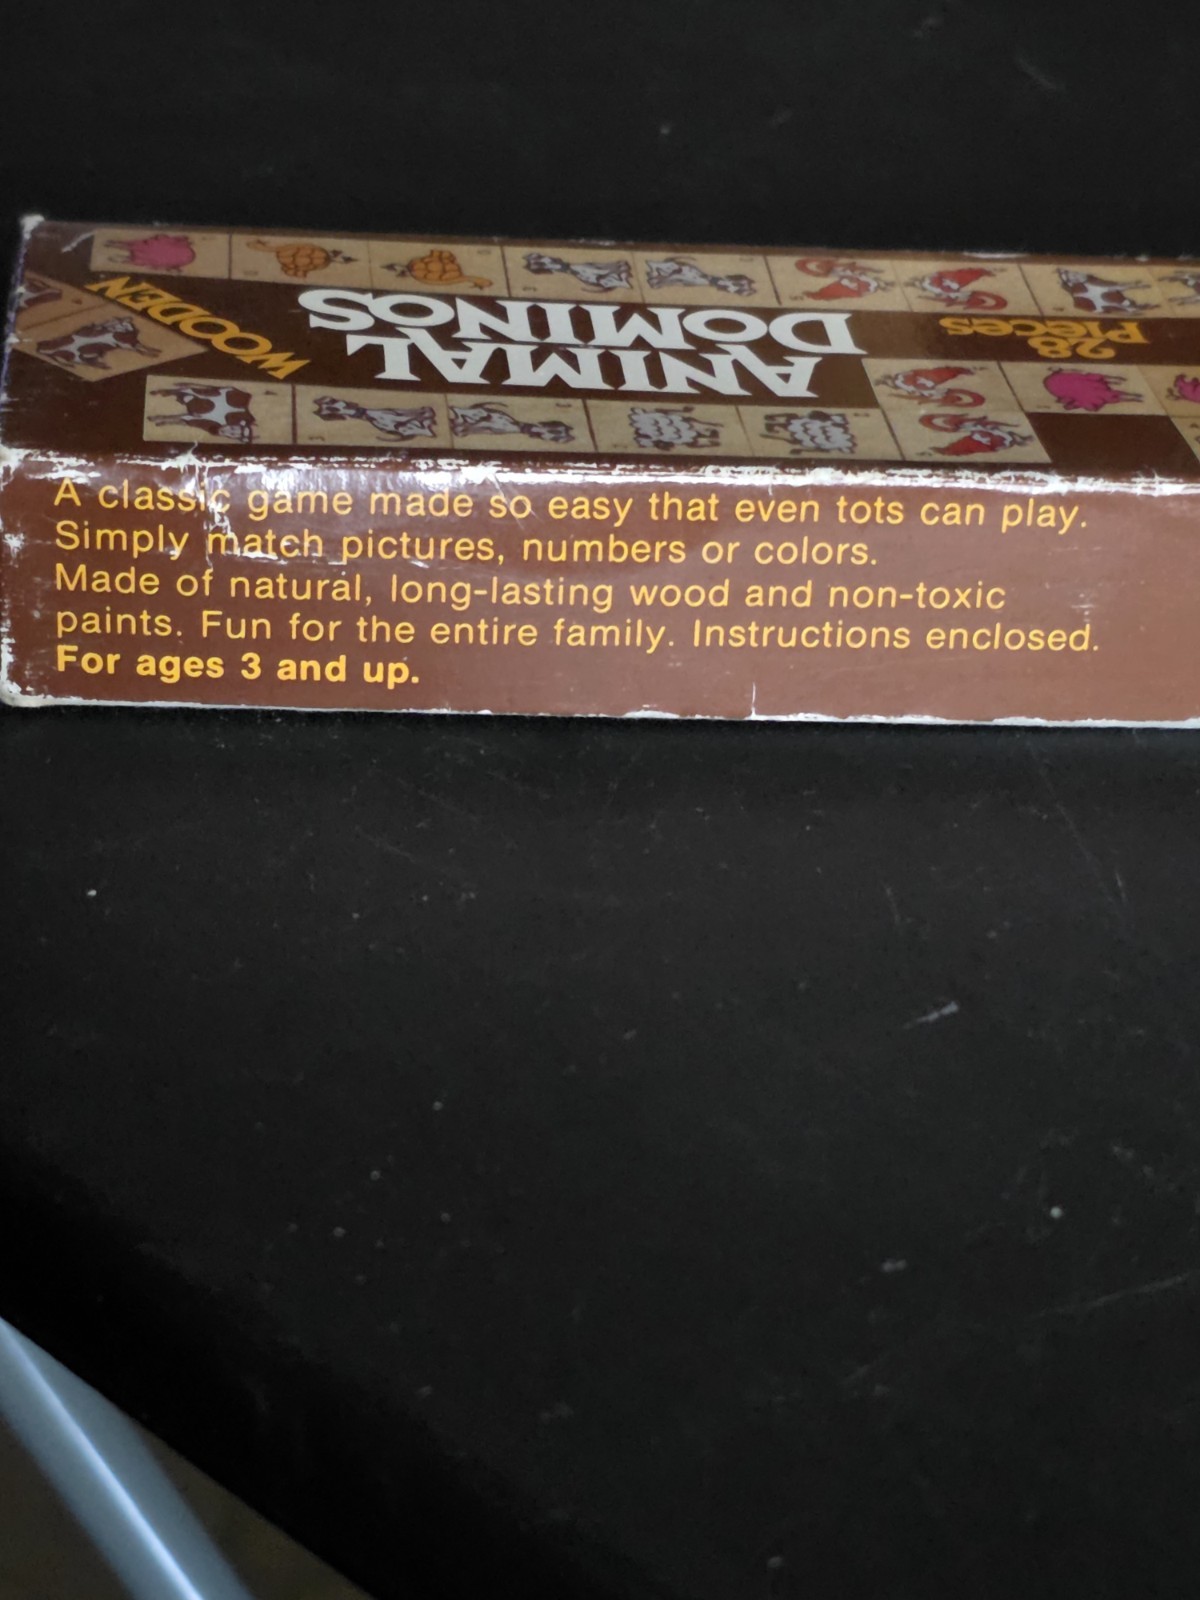 WOODEN
ANIMAL
DOMINOS
28
Pieces
A classic game made so easy that even tots can play.
Simply match pictures, numbers or colors.
Made of natural, long-lasting wood and non-toxic
paints. Fun for the entire family. Instructions enclosed.
For ages 3 and up.